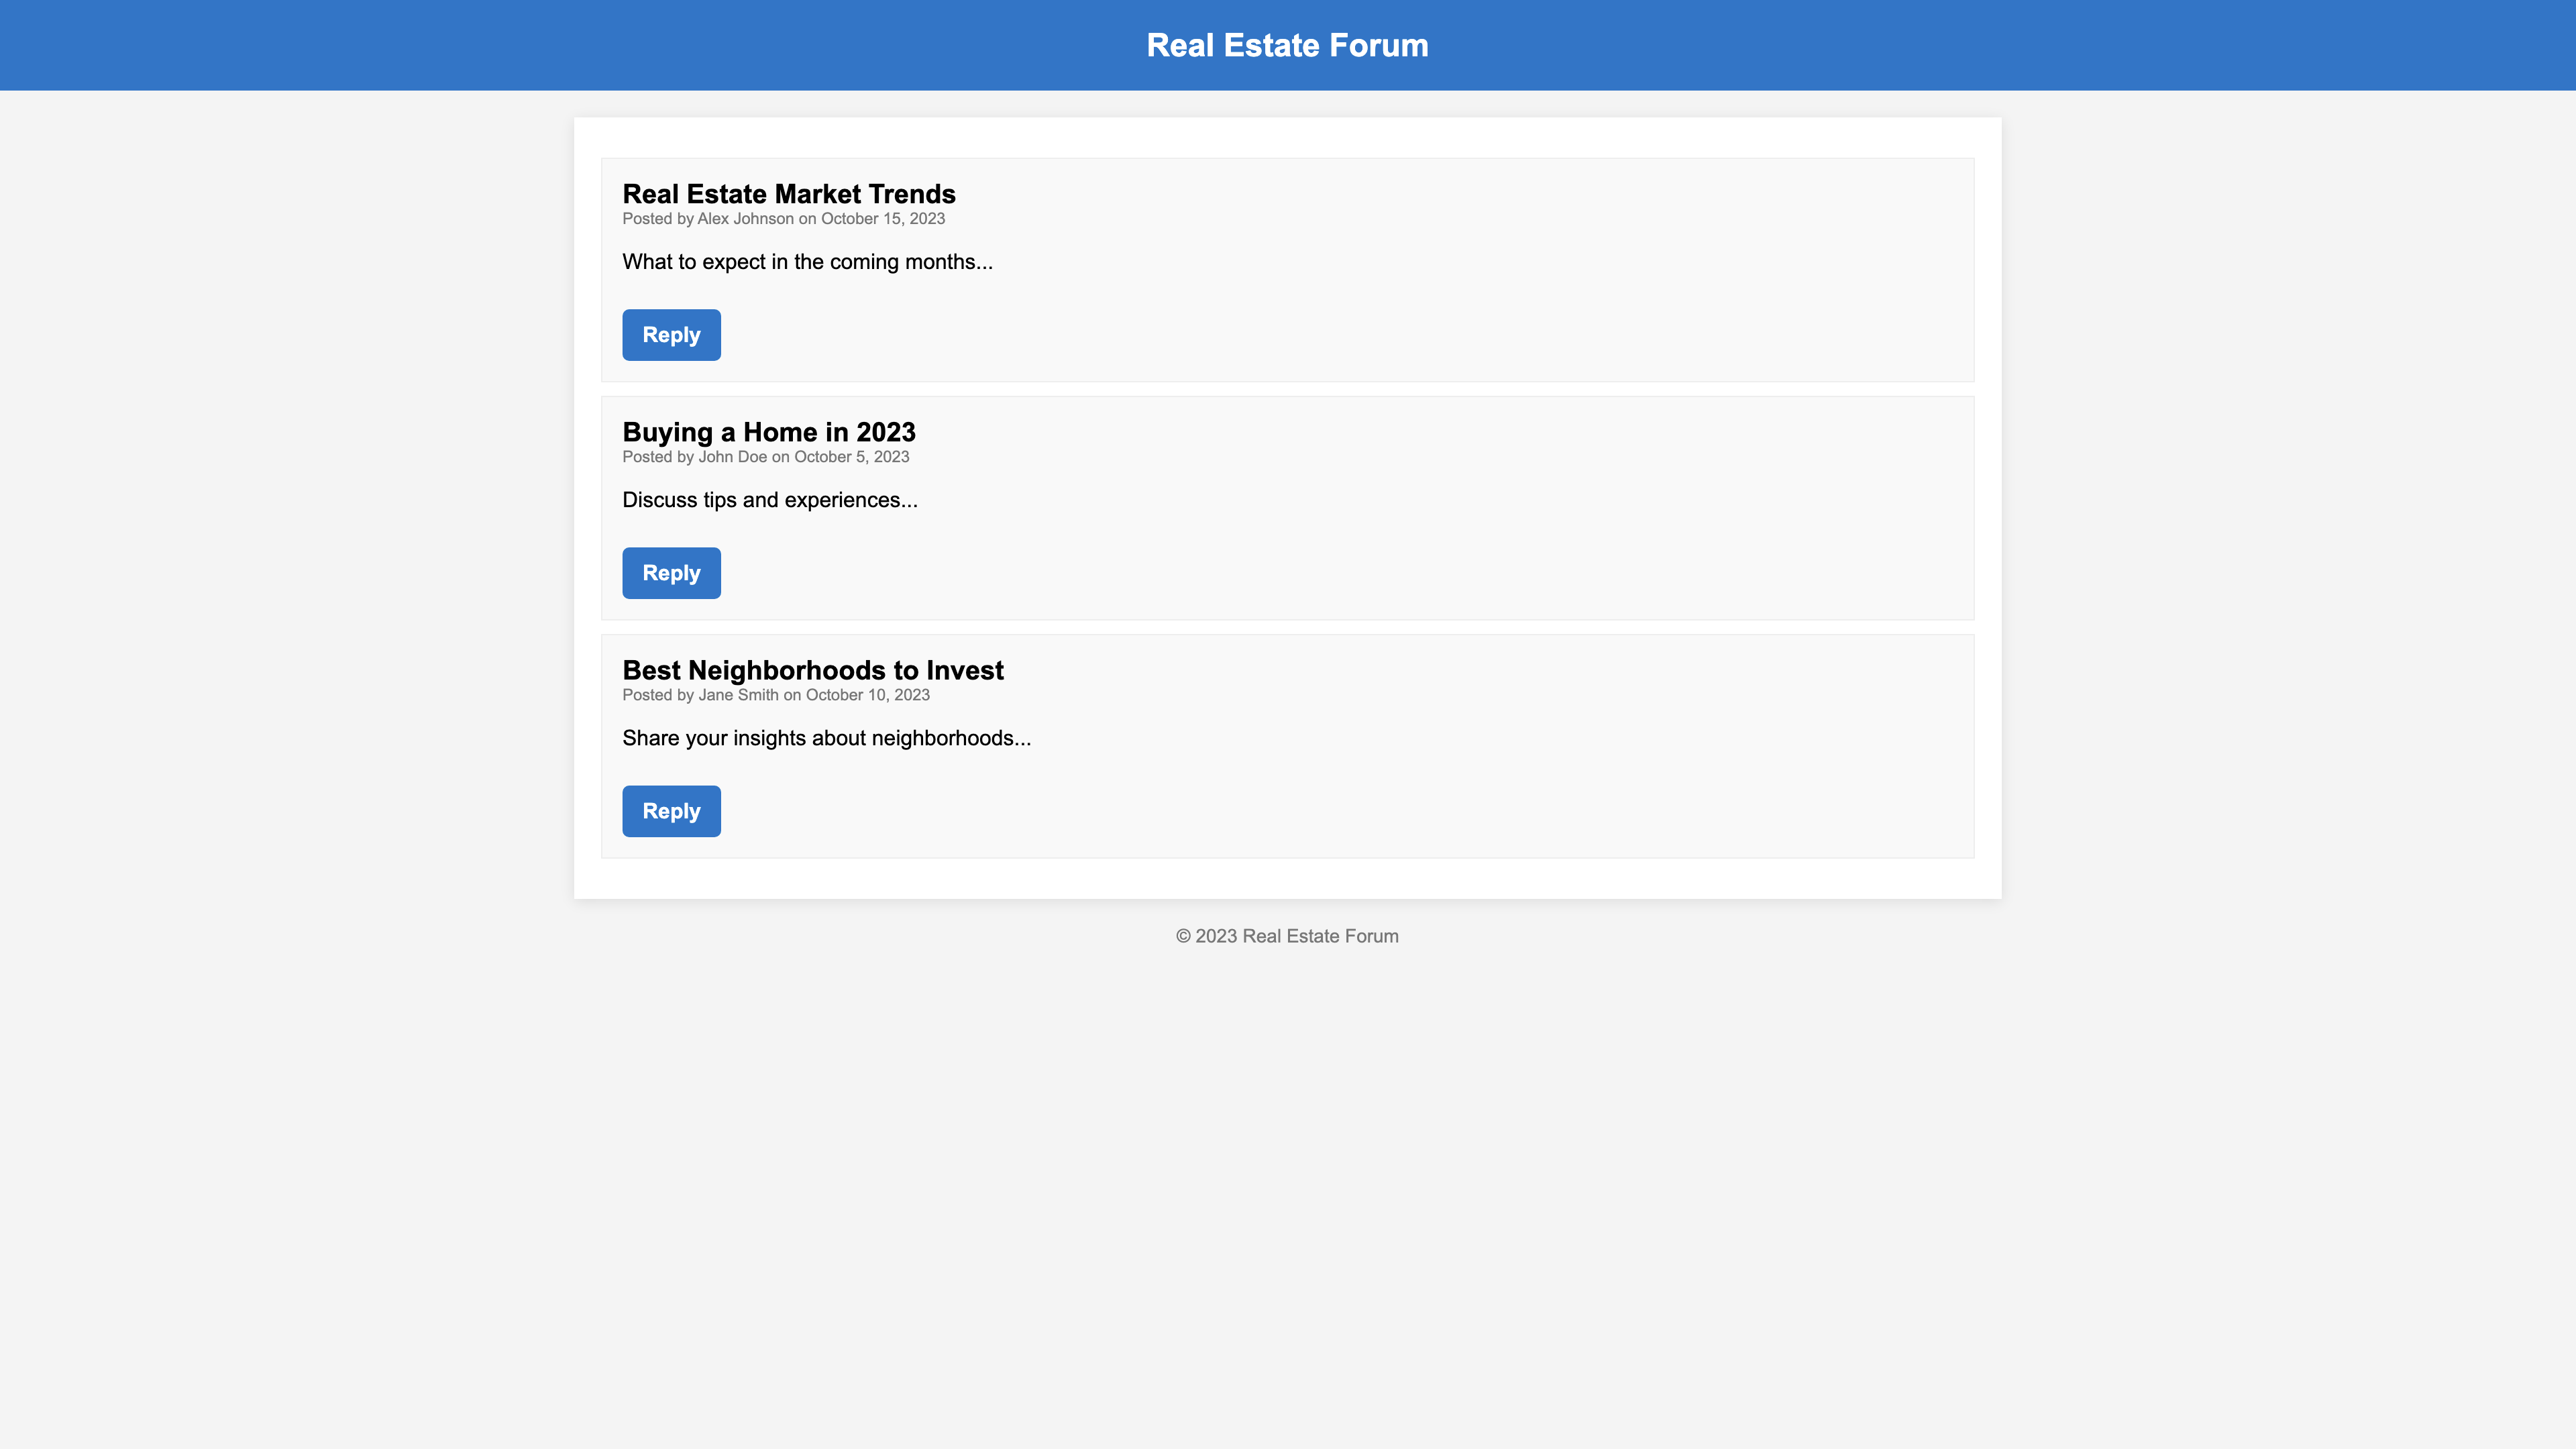 Real Estate Forum
Real Estate Market Trends
Posted by Alex Johnson on October 15, 2023
What to expect in the coming months...
Reply
Buying a Home in 2023
Posted by John Doe on October 5, 2023
Discuss tips and experiences...
Reply
Best Neighborhoods to Invest
Posted by Jane Smith on October 10, 2023
Share your insights about neighborhoods...
Reply
© 2023 Real Estate Forum